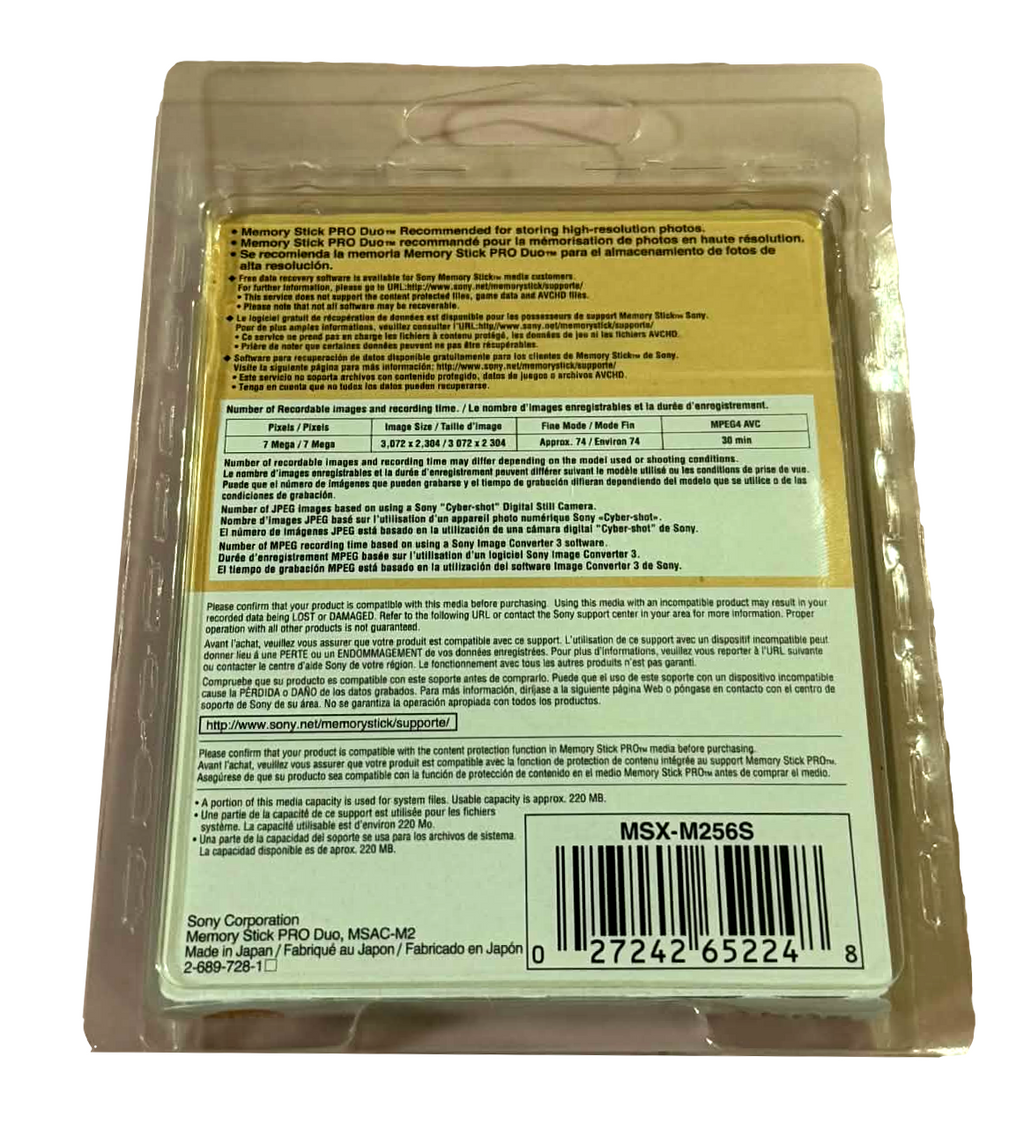 • Memory Stick PRO Duo™ Recommended for storing high-resolution photos.
• Memory Stick PRO Duo™ recommandé pour la mémorisation de photos en haute résolution.
• Se recomienda la memoria Memory Stick PRO Duo™ para el almacenamiento de fotos de
alta resolución.
◆ Free data recovery software is available for Sony Memory Stick™ media customers.
For further information, please go to URL:http://www.sony.net/memorystick/supporte/
• This service does not support the content protected files, game data and AVCHD files.
• Please note that not all software may be recoverable.
◆ Le logiciel gratuit de récupération de données est disponible pour les possesseurs de support Memory Stick™ Sony.
Pour de plus amples informations, veuillez consulter l'URL:http://www.sony.net/memorystick/supporte/
• Ce service ne prend pas en charge les fichiers à contenu protégé, les données de jeu ni les fichiers AVCHD.
• Prière de noter que certaines données peuvent ne pas être récupérables.
◆ Software para recuperación de datos disponible gratuitamente para los clientes de Memory Stick™ de Sony.
Visite la siguiente página para más información: http://www.sony.net/memorystick/supporte/
• Este servicio no soporta archivos con contenido protegido, datos de juegos o archivos AVCHD.
• Tenga en cuenta que no todos los datos pueden recuperarse.
Number of Recordable images and recording time. / Le nombre d'images enregistrables et la durée d'enregistrement.
Pixels / Pixels Image Size / Taille d'image Fine Mode / Mode Fin MPEG4 AVC
7 Mega / 7 Mega 3,072 x 2,304 / 3 072 x 2 304 Approx. 74 / Environ 74 30 min
Number of recordable images and recording time may differ depending on the model used or shooting conditions.
Le nombre d'images enregistrables et la durée d'enregistrement peuvent différer suivant le modèle utilisé ou les conditions de prise de vue.
Puede que el número de imágenes que pueden grabarse y el tiempo de grabación difieran dependiendo del modelo que se utilice o de las
condiciones de grabación.
Number of JPEG images based on using a Sony "Cyber-shot" Digital Still Camera.
Nombre d'images JPEG basé sur l'utilisation d'un appareil photo numérique Sony «Cyber-shot».
El número de imágenes JPEG está basado en la utilización de una cámara digital "Cyber-shot" de Sony.
Number of MPEG recording time based on using a Sony Image Converter 3 software.
Durée d'enregistrement MPEG basée sur l'utilisation d'un logiciel Sony Image Converter 3.
El tiempo de grabación MPEG está basado en la utilización del software Image Converter 3 de Sony.
Please confirm that your product is compatible with this media before purchasing. Using this media with an incompatible product may result in your
recorded data being LOST or DAMAGED. Refer to the following URL or contact the Sony support center in your area for more information. Proper
operation with all other products is not guaranteed.
Avant l'achat, veuillez vous assurer que votre produit est compatible avec ce support. L'utilisation de ce support avec un dispositif incompatible peut
donner lieu à une PERTE ou un ENDOMMAGEMENT de vos données enregistrées. Pour plus d'informations, veuillez vous reporter à l'URL suivante
ou contacter le centre d'aide Sony de votre région. Le fonctionnement avec tous les autres produits n'est pas garanti.
Compruebe que su producto es compatible con este soporte antes de comprarlo. Puede que el uso de este soporte con un dispositivo incompatible
cause la PÉRDIDA o DAÑO de los datos grabados. Para más información, diríjase a la siguiente página Web o póngase en contacto con el centro de
soporte de Sony de su área. No se garantiza la operación apropiada con todos los productos.
http://www.sony.net/memorystick/supporte/
Please confirm that your product is compatible with the content protection function in Memory Stick PRO™ media before purchasing.
Avant l'achat, veuillez vous assurer que votre produit est compatible avec la fonction de protection de contenu intégrée au support Memory Stick PRO™.
Asegúrese de que su producto sea compatible con la función de protección de contenido en el medio Memory Stick PRO™ antes de comprar el medio.
• A portion of this media capacity is used for system files. Usable capacity is approx. 220 MB.
• Une partie de la capacité de ce support est utilisée pour les fichiers
système. La capacité utilisable est d'environ 220 Mo.
• Una parte de la capacidad del soporte se usa para los archivos de sistema.
La capacidad disponible es de aprox. 220 MB.
MSX-M256S
0 27242 65224 8
Sony Corporation
Memory Stick PRO Duo, MSAC-M2
Made in Japan / Fabriqué au Japon / Fabricado en Japón
2-689-728-1□